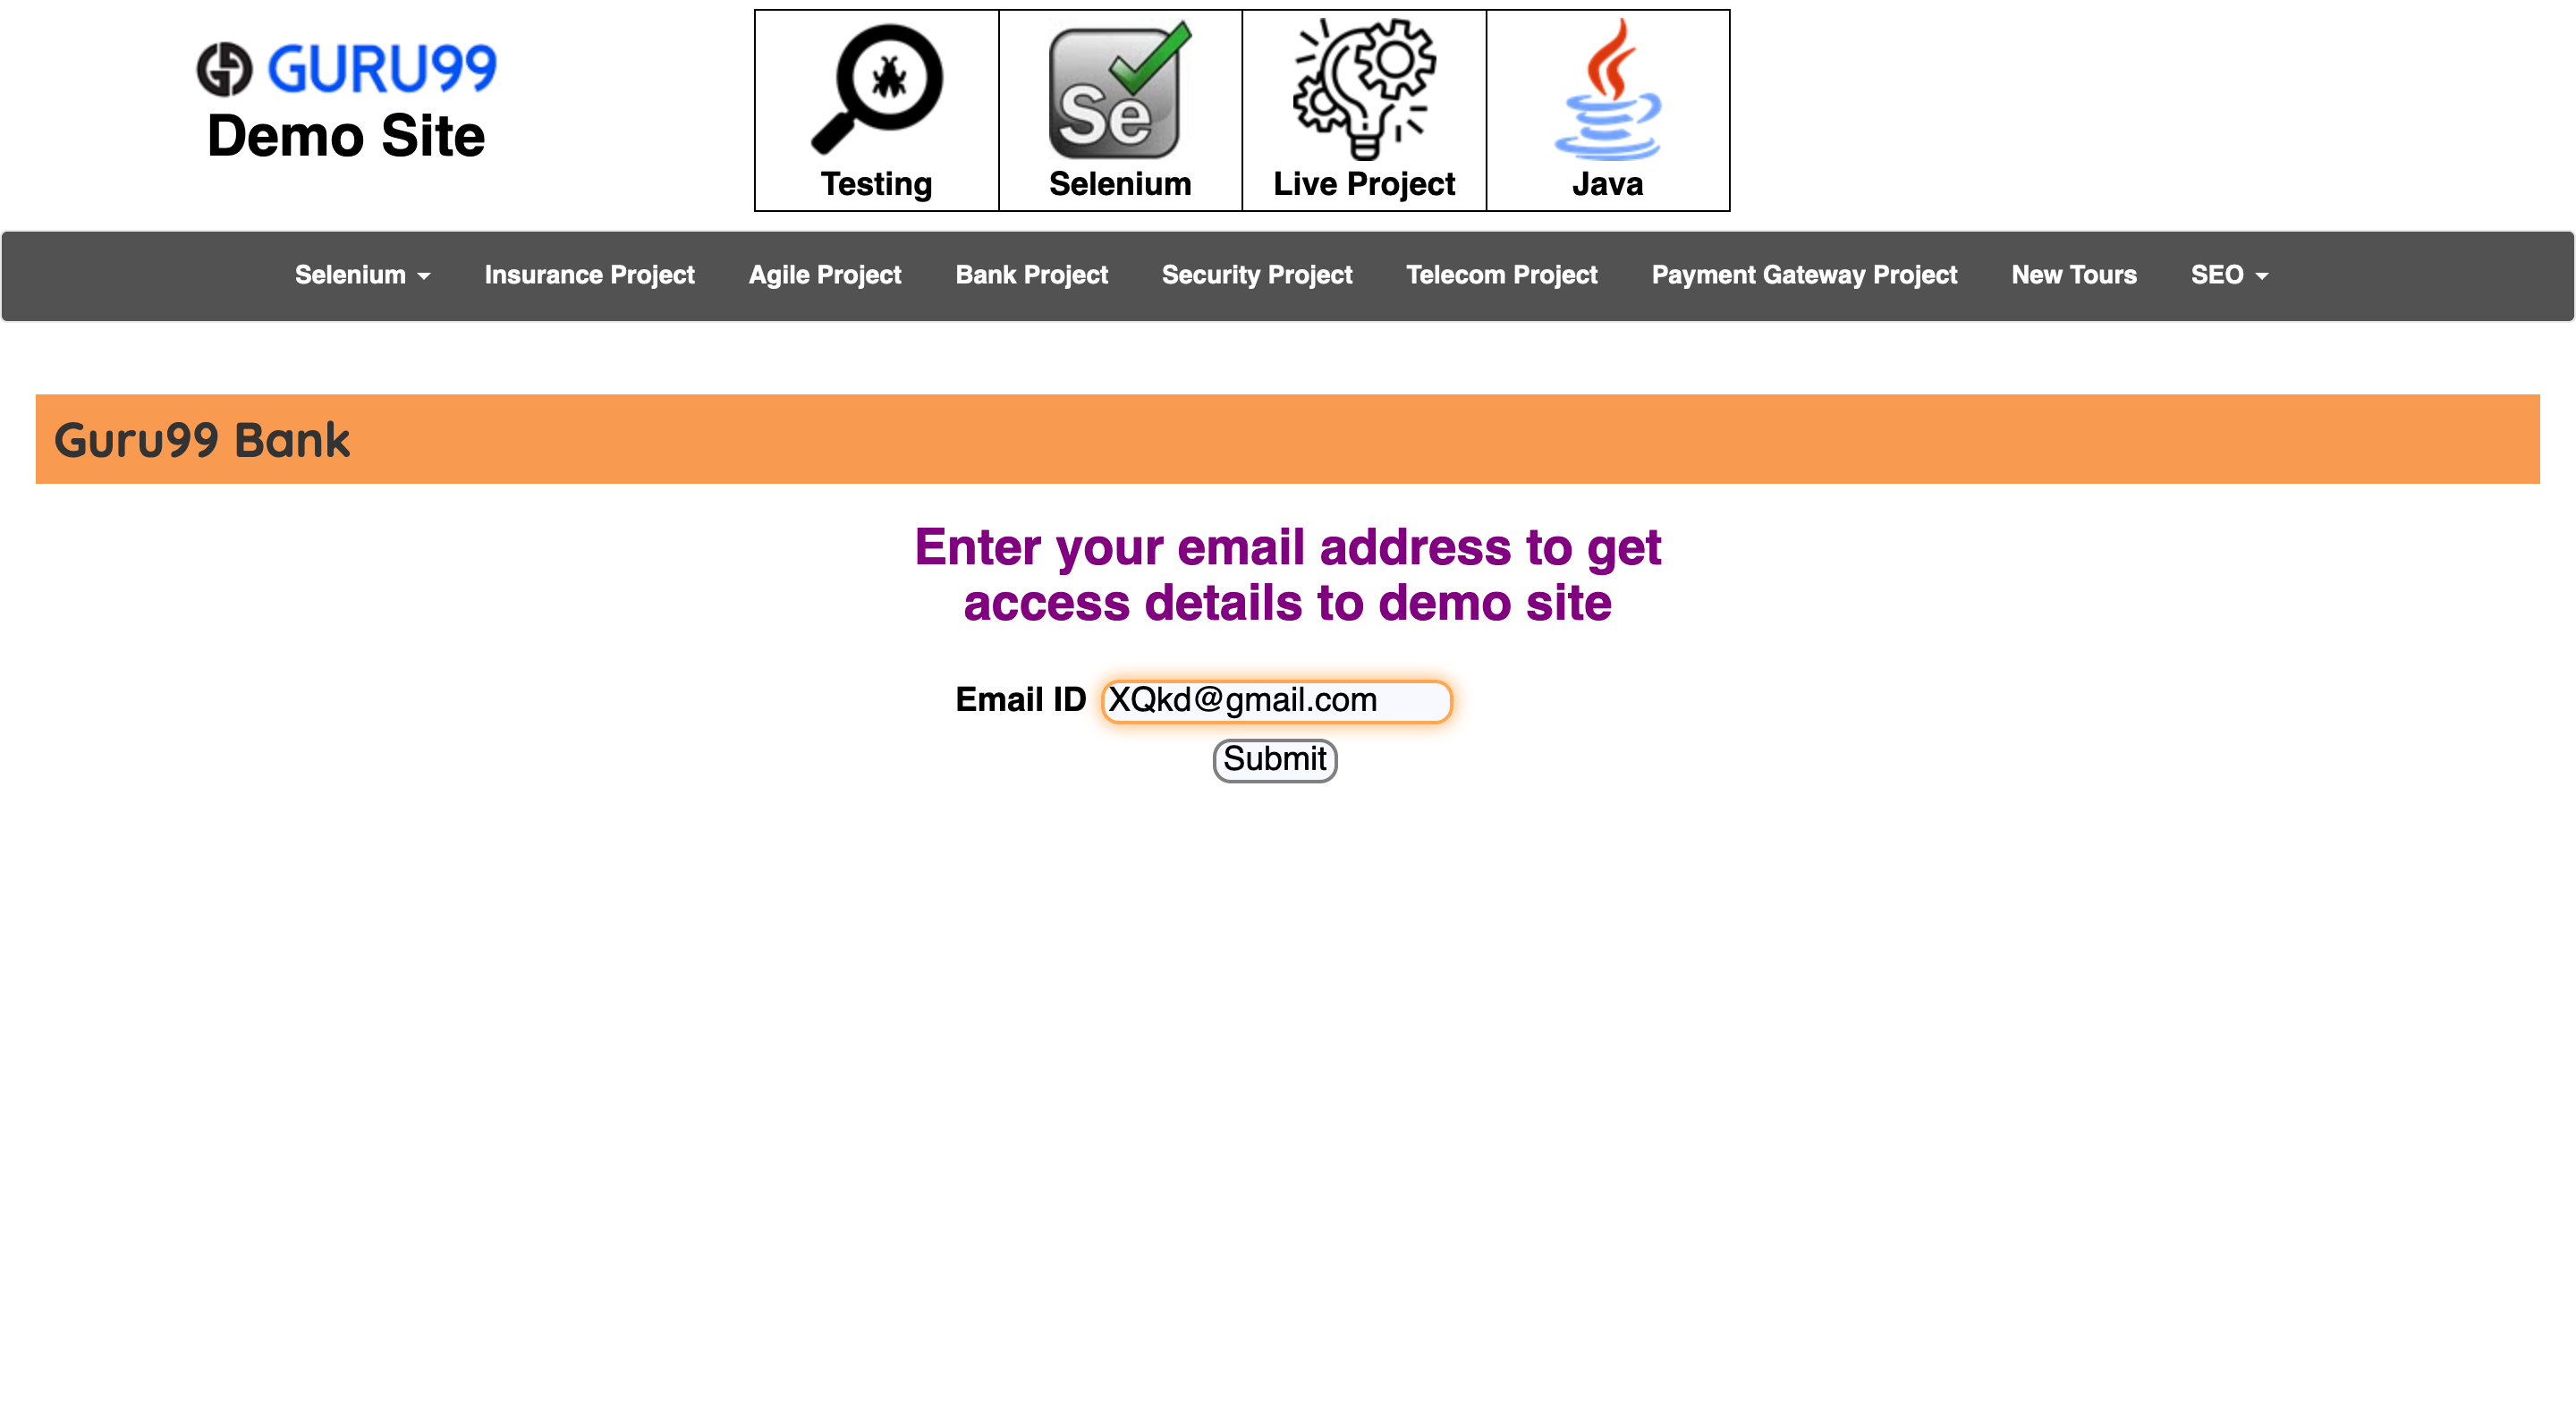 GURU99
Demo Site
Se
Testing
Selenium
Live Project
Java
Selenium
Insurance Project
Agile Project
Bank Project
Security Project
Telecom Project
Payment Gateway Project
New Tours
SEO
Guru99 Bank
Enter your email address to get
access details to demo site
Email ID XQkd@gmail.com
Submit